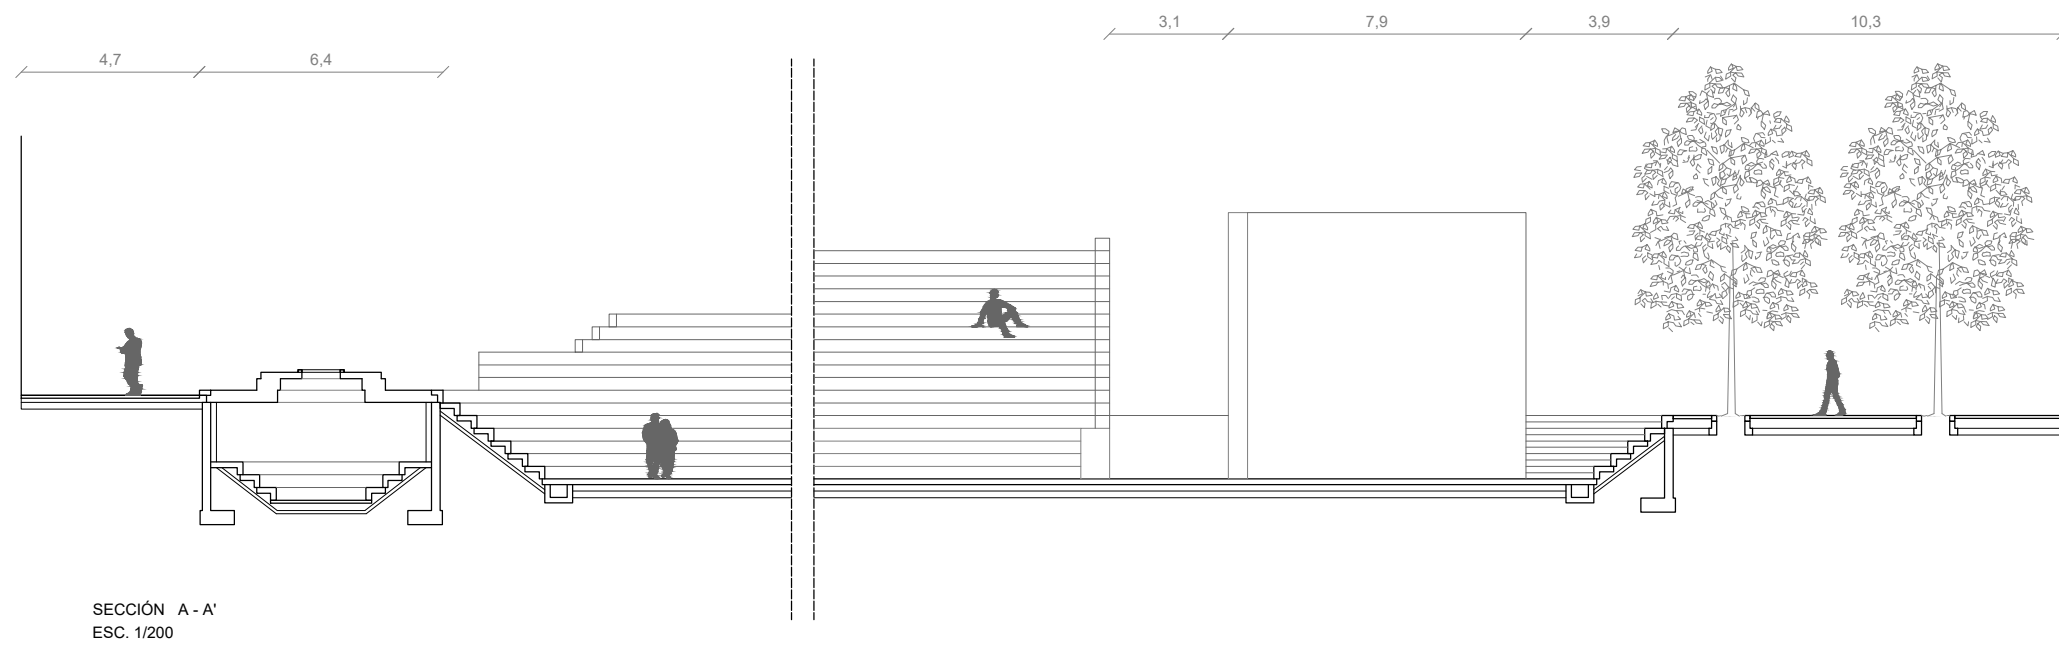 3,1 7,9 3,9 10,3
4,7 6,4
SECCIÓN A - A'
ESC. 1/200